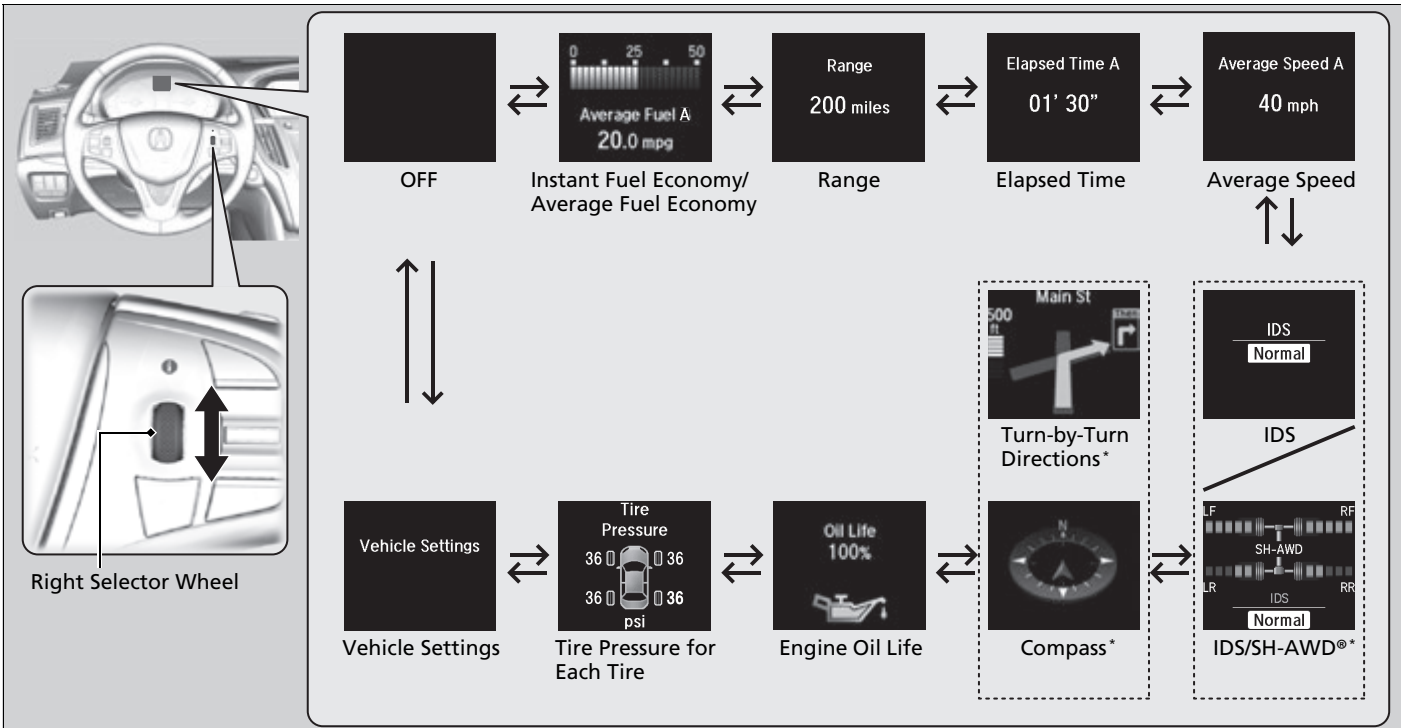 OFF
0 25 50
Average Fuel A
20.0 mpg
Instant Fuel Economy/
Average Fuel Economy
Range
200 miles
Range
Elapsed Time A
01' 30”
Elapsed Time
Average Speed A
40 mph
Average Speed
Main St
500
ft
Turn-by-Turn
Directions*
IDS
Normal
IDS
Right Selector Wheel
Vehicle Settings
Vehicle Settings
Tire
Pressure
36 36
36 36
psi
Tire Pressure for
Each Tire
Oil Life
100%
Engine Oil Life
N
Compass*
LF RF
SH-AWD
LR RR
IDS
Normal
IDS/SH-AWD®*